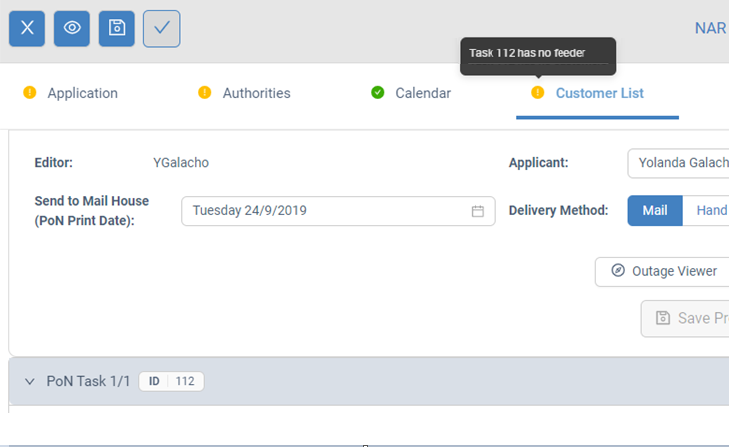 NAR
Task 112 has no feeder
Application
Authorities
Calendar
Customer List
Editor:
YGalacho
Applicant:
Yolanda Galach
Send to Mail House
(PoN Print Date):
Tuesday 24/9/2019
Delivery Method:
Mail
Hand
Outage Viewer
Save Pr
PoN Task 1/1
ID
112